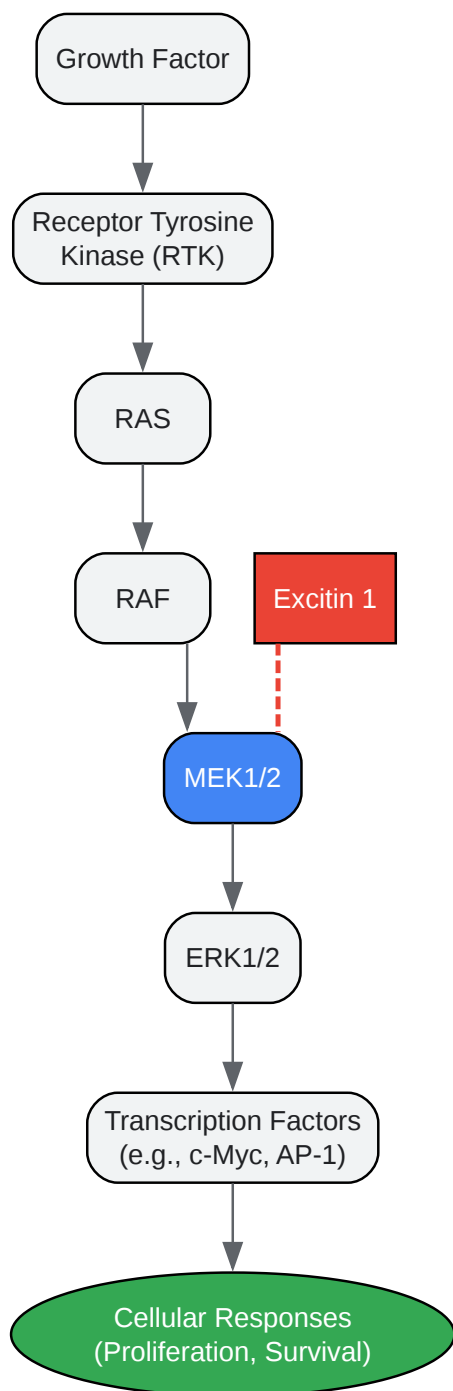 Growth Factor
Receptor Tyrosine
Kinase (RTK)
RAS
RAF
Excitin 1
MEK1/2
ERK1/2
Transcription Factors
(e.g., c-Myc, AP-1)
Cellular Responses
(Proliferation, Survival)